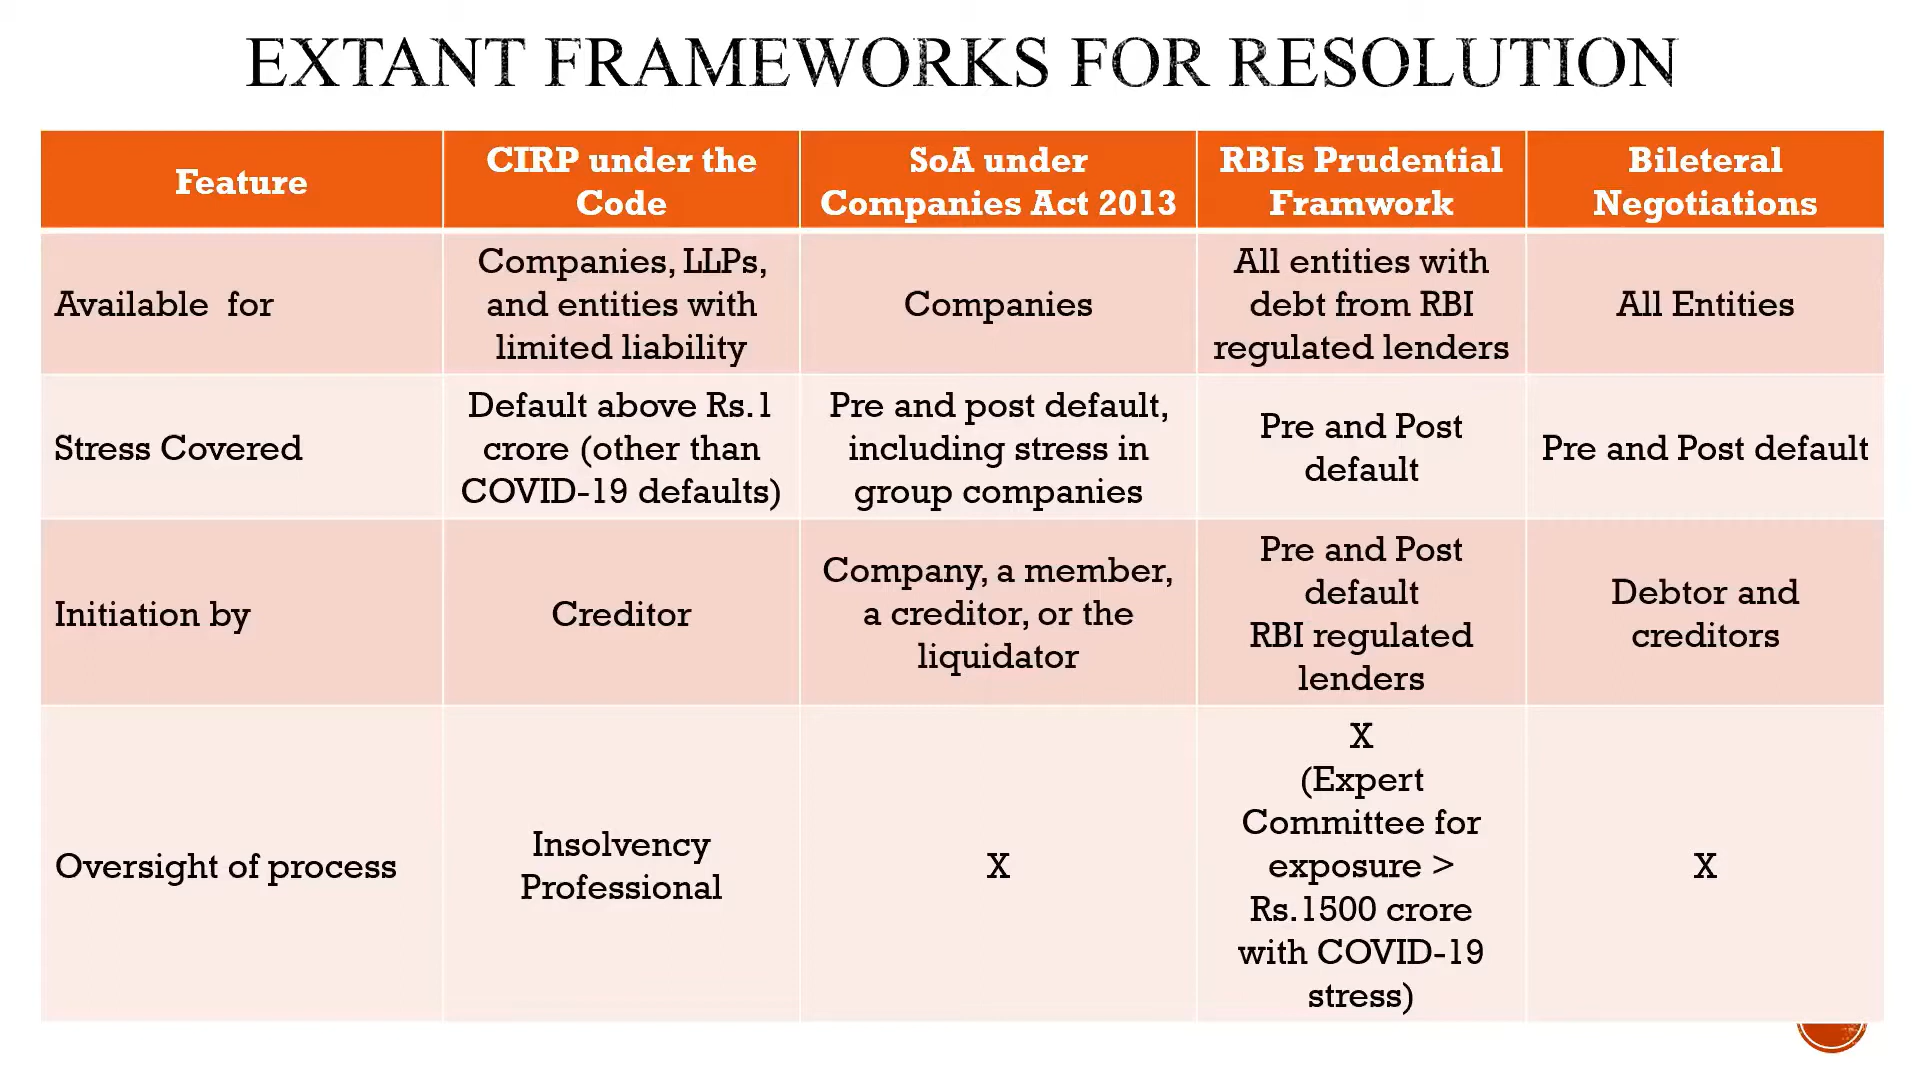 EXTANT FRAMEWORKS FOR RESOLUTION
Feature
CIRP under the
Code
SoA under
Companies Act 2013
RBIs Prudential
Framwork
Bileteral
Negotiations
Available for
Companies, LLPs,
and entities with
limited liability
Companies
All entities with
debt from RBI
regulated lenders
All Entities
Stress Covered
Default above Rs.1
crore (other than
COVID-19 defaults)
Pre and post default,
including stress in
group companies
Pre and Post
default
Pre and Post default
Initiation by
Creditor
Company, a member,
a creditor, or the
liquidator
Pre and Post
default
RBI regulated
lenders
Debtor and
creditors
Oversight of process
Insolvency
Professional
X
X
(Expert
Committee for
exposure >
Rs.1500 crore
with COVID-19
stress)
X